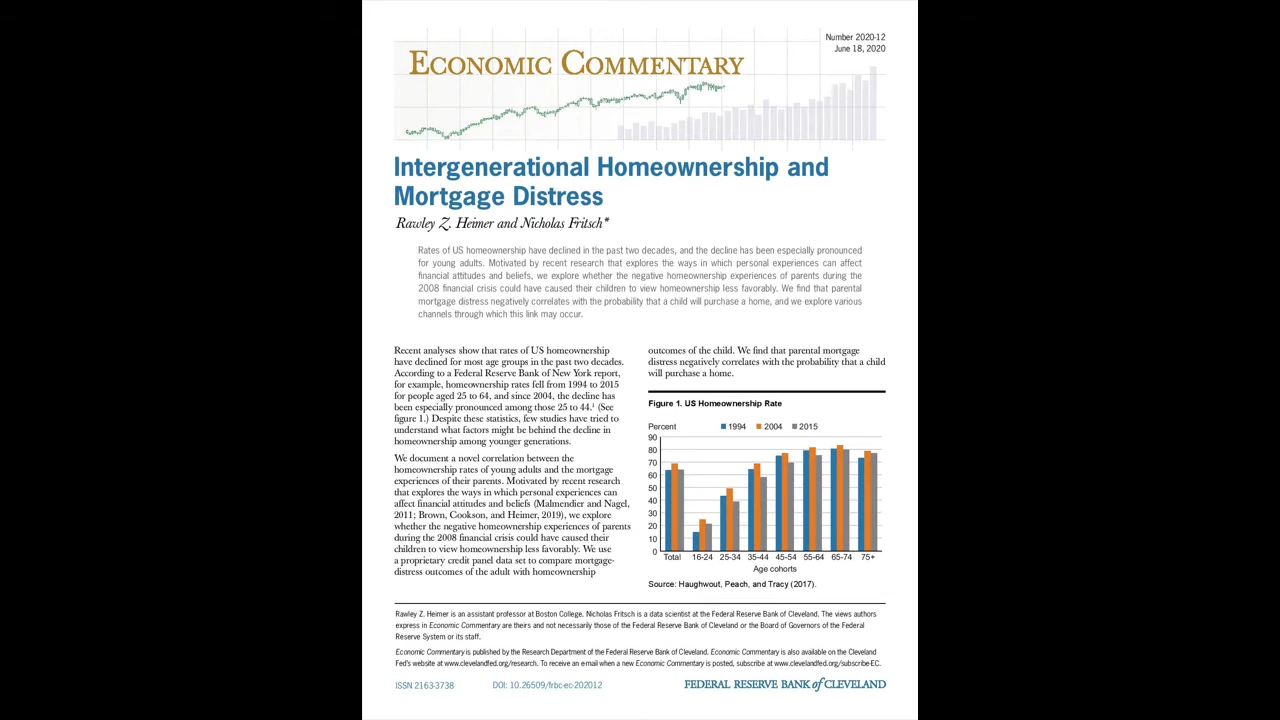 Number 2020-12
June 18, 2020
ECONOMIC COMMENTARY
Intergenerational Homeownership and
Mortgage Distress
Rawley Z. Heimer and Nicholas Fritsch*
Rates of US homeownership have declined in the past two decades, and the decline has been especially pronounced
for young adults. Motivated by recent research that explores the ways in which personal experiences can affect
financial attitudes and beliefs, we explore whether the negative homeownership experiences of parents during the
2008 financial crisis could have caused their children to view homeownership less favorably. We find that parental
mortgage distress negatively correlates with the probability that a child will purchase a home, and we explore various
channels through which this link may occur.
Recent analyses show that rates of US homeownership
have declined for most age groups in the past two decades.
According to a Federal Reserve Bank of New York report,
for example, homeownership rates fell from 1994 to 2015
for people aged 25 to 64, and since 2004, the decline has
been especially pronounced among those 25 to 44.¹ (See
figure 1.) Despite these statistics, few studies have tried to
understand what factors might be behind the decline in
homeownership among younger generations.
We document a novel correlation between the
homeownership rates of young adults and the mortgage
experiences of their parents. Motivated by recent research
that explores the ways in which personal experiences can
affect financial attitudes and beliefs (Malmendier and Nagel,
2011; Brown, Cookson, and Heimer, 2019), we explore
whether the negative homeownership experiences of parents
during the 2008 financial crisis could have caused their
children to view homeownership less favorably. We use
a proprietary credit panel data set to compare mortgage-
distress outcomes of the adult with homeownership
outcomes of the child. We find that parental mortgage
distress negatively correlates with the probability that a child
will purchase a home.
Figure 1. US Homeownership Rate
Percent
1994 2004 2015
90
80
70
60
50
40
30
20
10
0
Total 16-24 25-34 35-44 45-54 55-64 65-74 75+
Age cohorts
Source: Haughwout, Peach, and Tracy (2017).
Rawley Z. Heimer is an assistant professor at Boston College. Nicholas Fritsch is a data scientist at the Federal Reserve Bank of Cleveland. The views authors
express in Economic Commentary are theirs and not necessarily those of the Federal Reserve Bank of Cleveland or the Board of Governors of the Federal
Reserve System or its staff.
Economic Commentary is published by the Research Department of the Federal Reserve Bank of Cleveland. Economic Commentary is also available on the Cleveland
Fed's website at www.clevelandfed.org/research. To receive an e-mail when a new Economic Commentary is posted, subscribe at www.clevelandfed.org/subscribe-EC.
ISSN 2163-3738
DOI: 10.26509/frbc-ec-202012
FEDERAL RESERVE BANK of CLEVELAND